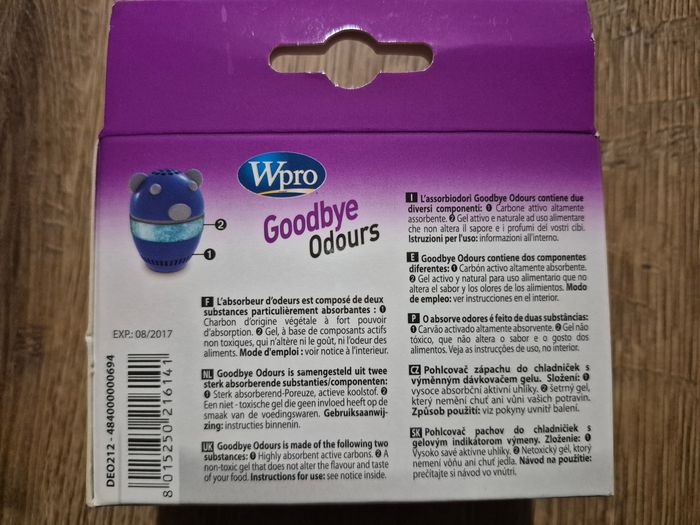 Wpro
Goodbye
Odours
2
1
EXP.: 08/2017
DEO212 - 484000000694
8 015250 216141
F L'absorbeur d'odeurs est composé de deux
substances particulièrement absorbantes : ❶
Charbon d'origine végétale à fort pouvoir
d'absorption. ❷ Gel, à base de composants actifs
non toxiques, qui n'altère ni le goût, ni l'odeur des
aliments. Mode d'emploi : voir notice à l'interieur.
NL Goodbye Odours is samengesteld uit twee
sterk absorberende substanties/componenten:
❶ Sterk absorberend-Poreuze, actieve koolstof. ❷
Een niet - toxische gel die geen invloed heeft op de
smaak van de voedingswaren. Gebruiksaanwij-
zing: instructies binnenin.
UK Goodbye Odours is made of the following two
substances: ❶ Highly absorbent active carbons. ❷ A
non-toxic gel that does not alter the flavour and taste
of your food. Instructions for use: see notice inside.
I L'assorbiodori Goodbye Odours contiene due
diversi componenti: ❶ Carbone attivo altamente
assorbente. ❷ Gel attivo e naturale ad uso alimentare
che non altera il sapore e i profumi dei vostri cibi.
Istruzioni per l'uso: informazioni all'interno.
E Goodbye Odours contiene dos componentes
diferentes: ❶ Carbón activo altamente absorbente.
❷ Gel activo y natural para uso alimentario que no
altera el sabor y los olores de los alimentos. Modo
de empleo: ver instrucciones en el interior.
P O absorve odores é feito de duas substâncias:
❶ Carvão activado altamente absorvente. ❷ Gel não
tóxico, que não altera o sabor e o gosto dos
alimentos. Veja as instrucções de uso, no interior.
CZ Pohlcovač zápachu do chladniček s
výměnným dávkovačem gelu. Složení: ❶
vysoce absorbční aktivní uhlíky. ❷ šetrný gel,
který nemění chuť ani vůni vašich potravin.
Způsob použití: viz pokyny uvnitř balení.
SK Pohlcovač pachov do chladničiek s
gelovým indikátorom výmeny. Zloženie: ❶
Vysoko savé aktívne uhlíky. ❷ Netoxický gel, ktorý
nemení vôňu ani chuť jedla. Návod na použitie:
prečítajte si návod vo vnútri.